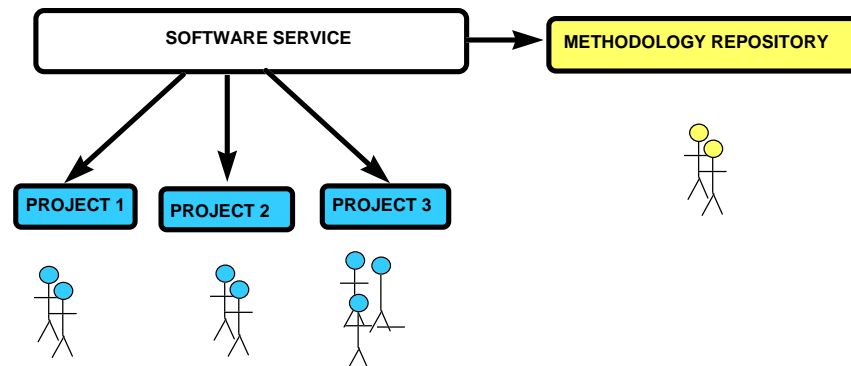 SOFTWARE SERVICE
METHODOLOGY REPOSITORY
PROJECT 1
PROJECT 2
PROJECT 3